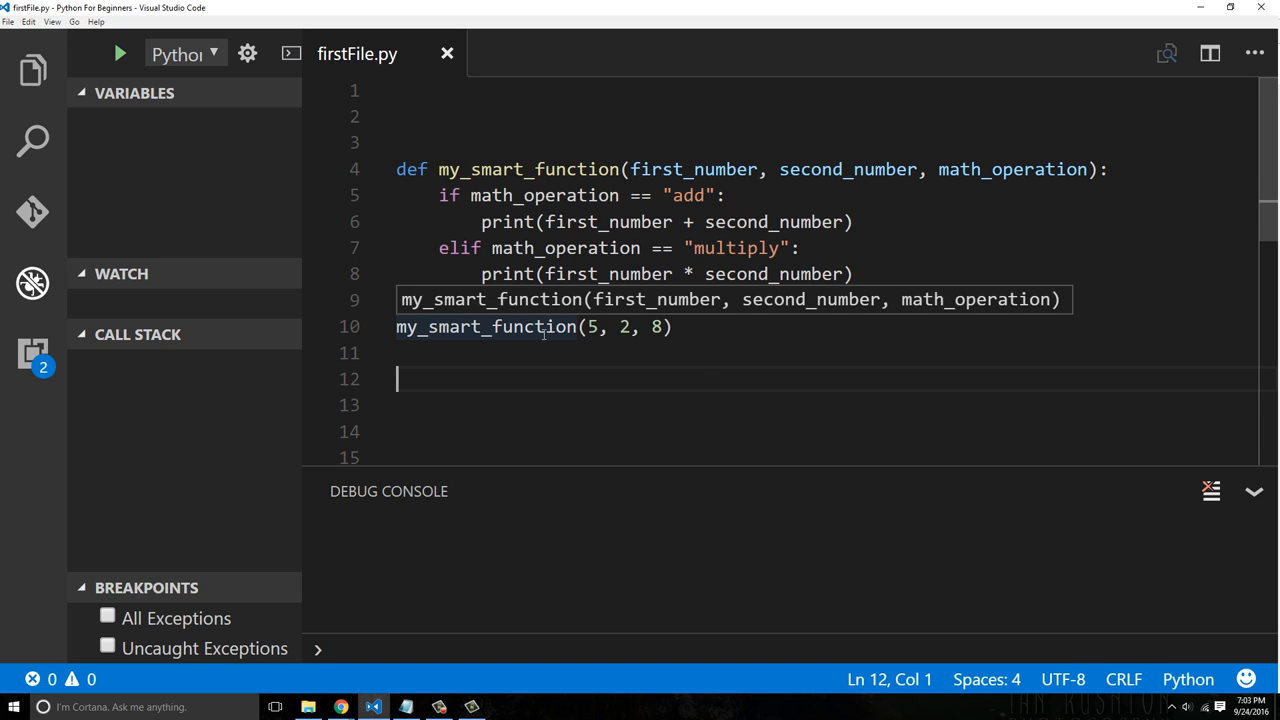 firstFile.py - Python For Beginners - Visual Studio Code
File Edit View Go Help
Python
firstFile.py
VARIABLES
WATCH
CALL STACK
2
BREAKPOINTS
All Exceptions
Uncaught Exceptions
1
2
3
4 def my_smart_function(first_number, second_number, math_operation):
5 if math_operation == "add":
6 print(first_number + second_number)
7 elif math_operation == "multiply":
8 print(first_number * second_number)
9 my_smart_function(first_number, second_number, math_operation)
10 my_smart_function(5, 2, 8)
11
12
13
14
15
DEBUG CONSOLE
0 0 Ln 12, Col 1 Spaces: 4 UTF-8 CRLF Python
I'm Cortana. Ask me anything.
7:03 PM
9/24/2016